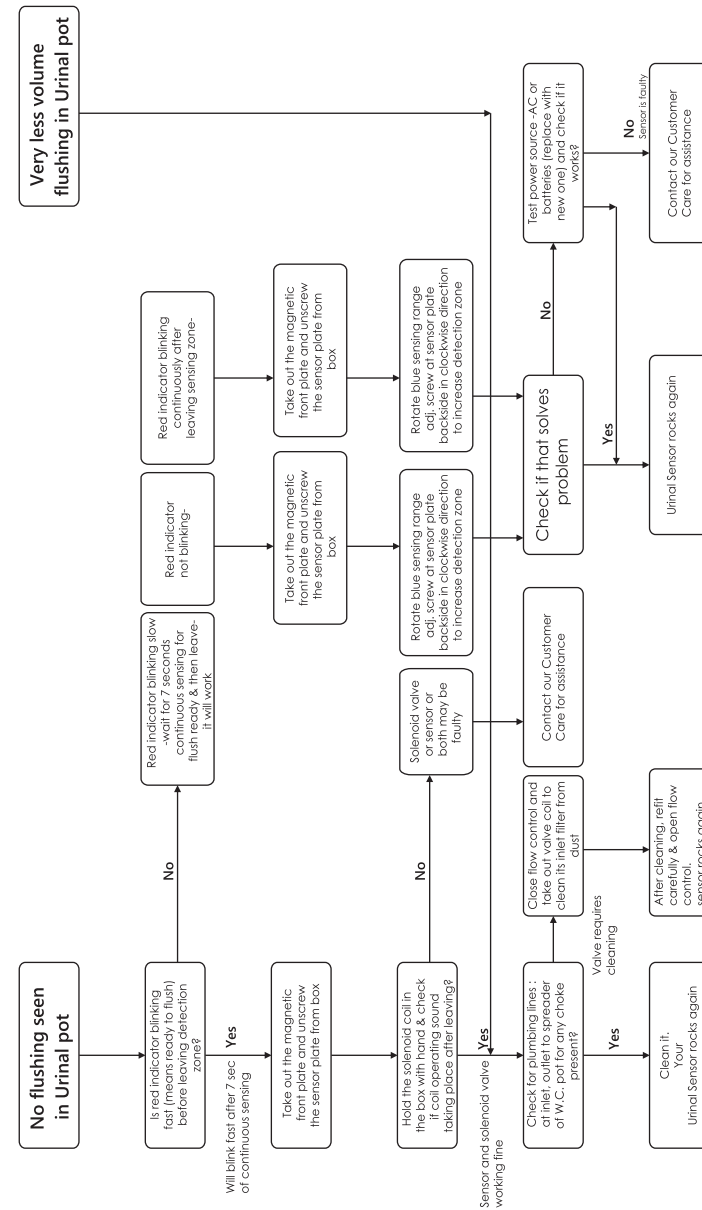 No flushing seen
in Urinal pot
Very less volume
flushing in Urinal pot
Is red indicator blinking
fast (means ready to flush)
before leaving detection
zone?
No
Red indicator blinking slow
-wait for 7 seconds
continuous sensing for
flush ready & then leave-
it will work
Red indicator
not blinking-
Red indicator blinking
continuously after
leaving sensing zone-
Will blink fast after 7 sec
of continuous sensing
Yes
Take out the magnetic
front plate and unscrew
the sensor plate from box
Take out the magnetic
front plate and unscrew
the sensor plate from
box
Take out the magnetic
front plate and unscrew
the sensor plate from
box
Hold the solenoid coil in
the box with hand & check
if coil operating sound
taking place after leaving?
No
Solenoid valve
or sensor or
both may be
faulty
Rotate blue sensing range
adj. screw at sensor plate
backside in clockwise direction
to increase detection zone
Rotate blue sensing range
adj. screw at sensor plate
backside in clockwise direction
to increase detection zone
Sensor and solenoid valve
working fine
Yes
Check for plumbing lines :
at inlet, outlet to spreader
of W.C. pot for any choke
present?
Valve requires
cleaning
Close flow control and
take out valve coil to
clean its inlet filter from
dust
Contact our Customer
Care for assistance
Check if that solves
problem
No
Test power source -AC or
batteries (replace with
new one) and check if it
works?
Yes
Yes
No
Sensor is faulty
Clean it.
Your
Urinal Sensor rocks again
After cleaning, refit
carefully & open flow
control.
sensor rocks again
Urinal Sensor rocks again
Contact our Customer
Care for assistance